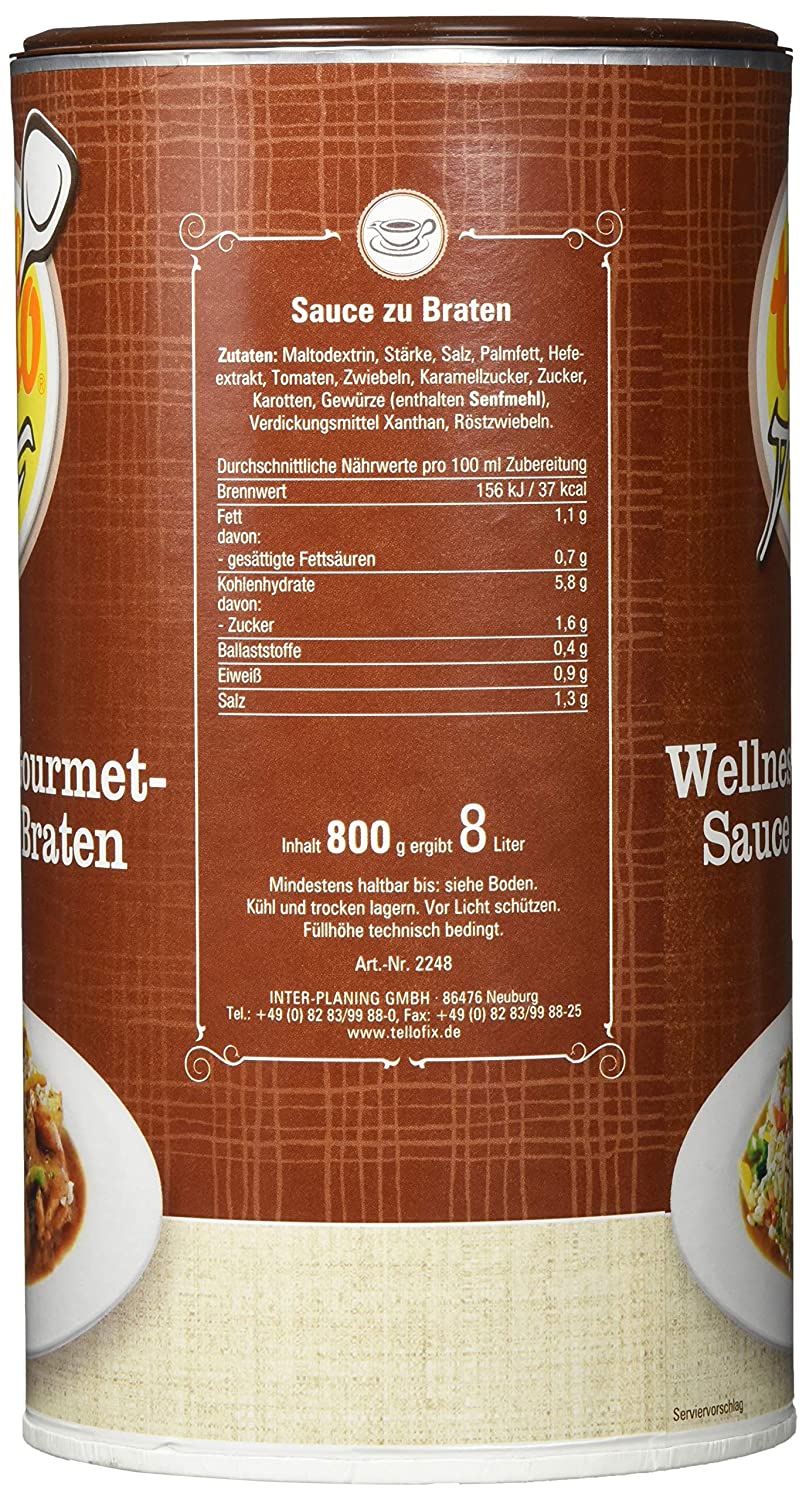 Sauce zu Braten
Zutaten: Maltodextrin, Stärke, Salz, Palmfett, Hefe-
extrakt, Tomaten, Zwiebeln, Karamellzucker, Zucker,
Karotten, Gewürze (enthalten Senfmehl),
Verdickungsmittel Xanthan, Röstzwiebeln.
Durchschnittliche Nährwerte pro 100 ml Zubereitung
Brennwert 156 kJ / 37 kcal
Fett 1,1 g
davon:
- gesättigte Fettsäuren 0,7 g
Kohlenhydrate 5,8 g
davon:
- Zucker 1,6 g
Ballaststoffe 0,4 g
Eiweiß 0,9 g
Salz 1,3 g
ourmet-
Braten
Wellnes
Sauce
Inhalt 800 g ergibt 8 Liter
Mindestens haltbar bis: siehe Boden.
Kühl und trocken lagern. Vor Licht schützen.
Füllhöhe technisch bedingt.
Art.-Nr. 2248
INTER-PLANING GMBH · 86476 Neuburg
Tel.: +49 (0) 82 83/99 88-0, Fax: +49 (0) 82 83/99 88-25
www.tellofix.de
Serviervorschlag